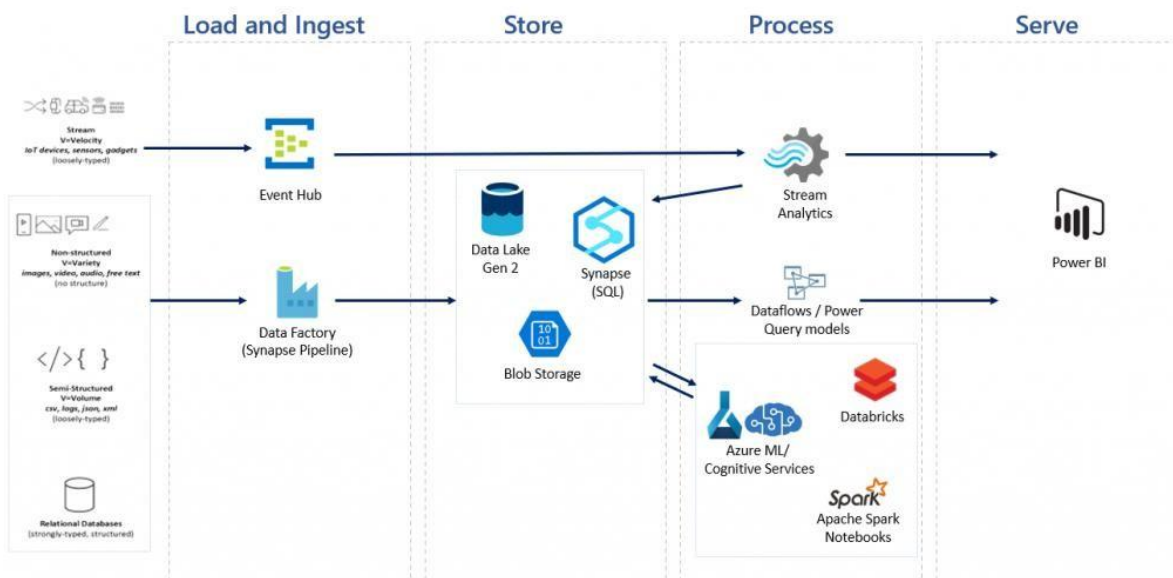 Load and Ingest
Store
Process
Serve
Stream
V=Velocity
IoT devices, sensors, gadgets
(loosely-typed)
Event Hub
Stream
Analytics
Non-structured
V=Variety
images, video, audio, free text
(no structure)
Data Lake
Gen 2
Synapse
(SQL)
Power BI
Data Factory
(Synapse Pipeline)
10
01
Blob Storage
Dataflows / Power
Query models
</>{ }
Semi-Structured
V=Volume
csv, logs, json, xml
(loosely-typed)
Databricks
Azure ML/
Cognitive Services
Relational Databases
(strongly-typed, structured)
Spark
Apache Spark
Notebooks